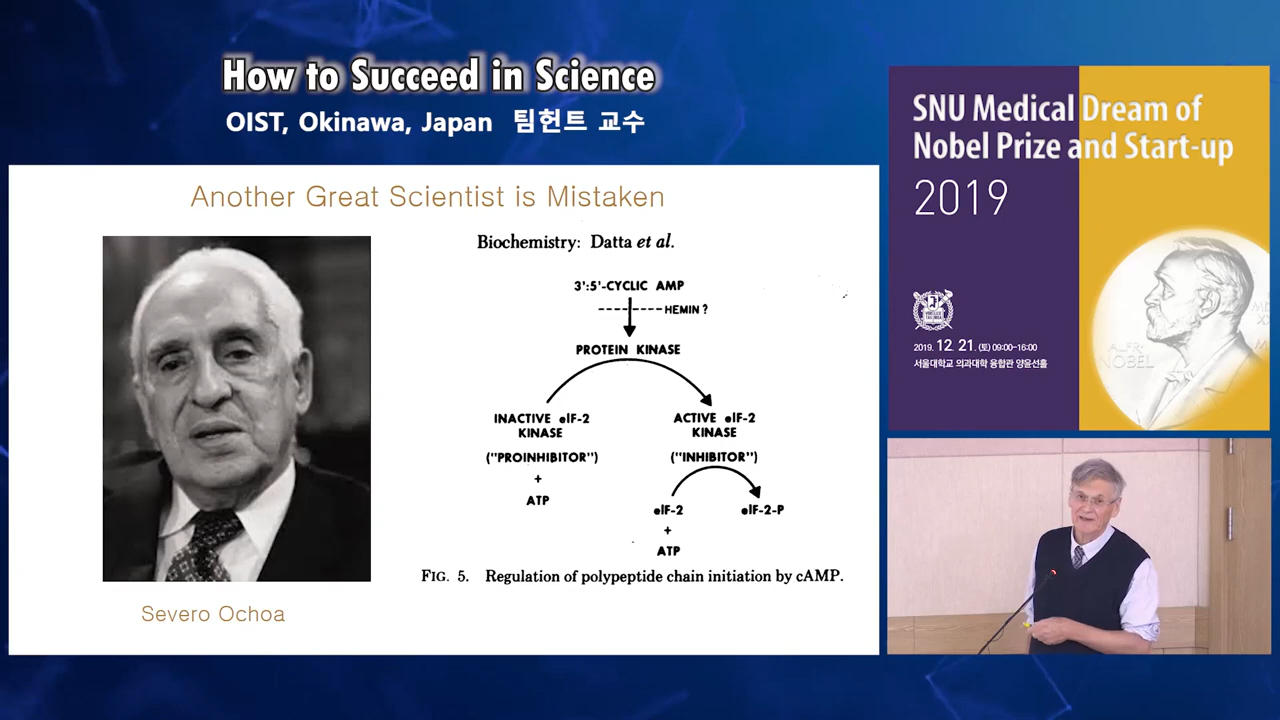 How to Succeed in Science
OIST, Okinawa, Japan 팀헌트 교수
Another Great Scientist is Mistaken
Biochemistry: Datta et al.
3':5'-CYCLIC AMP
HEMIN ?
PROTEIN KINASE
INACTIVE eIF-2
KINASE
("PROINHIBITOR")
+
ATP
ACTIVE eIF-2
KINASE
("INHIBITOR")
eIF-2
+
ATP
eIF-2-P
FIG. 5. Regulation of polypeptide chain initiation by cAMP.
Severo Ochoa
SNU Medical Dream of
Nobel Prize and Start-up
2019
2019. 12. 21. (토) 09:00-16:00
서울대학교 의과대학 융합관 양윤선홀
ALFR.
NOBEL